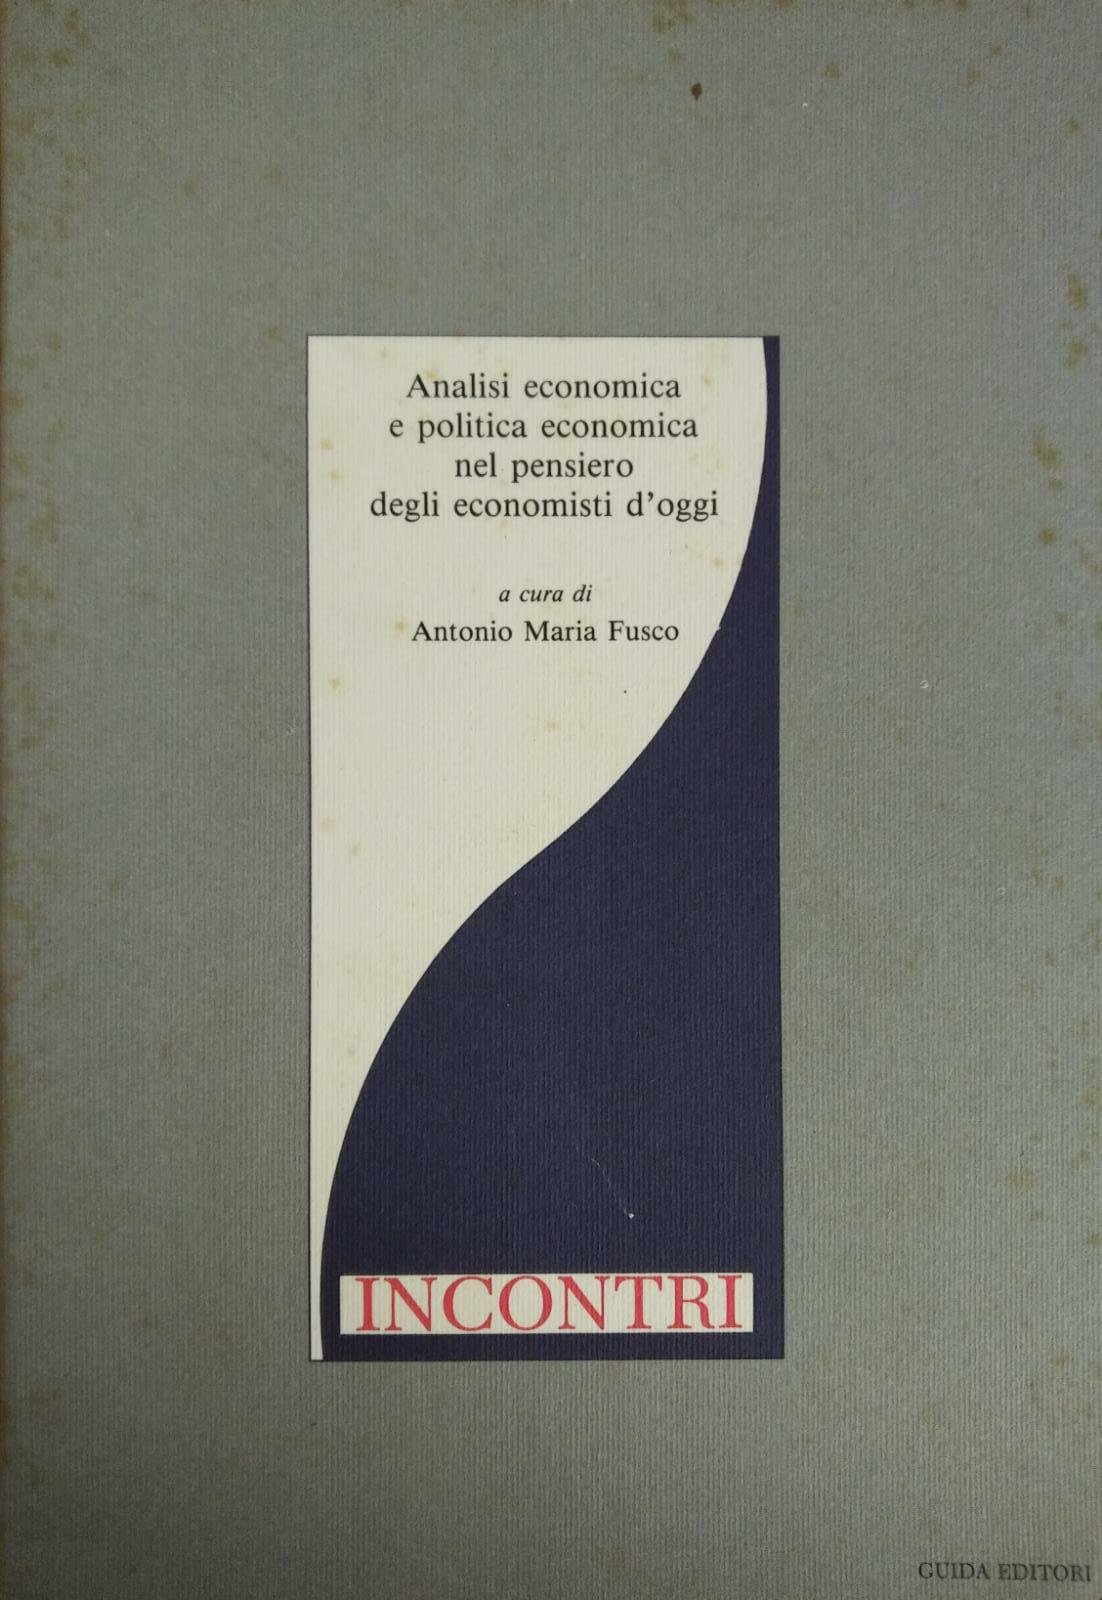 Analisi economica
e politica economica
nel pensiero
degli economisti d'oggi
a cura di
Antonio Maria Fusco
INCONTRI
GUIDA EDITORI